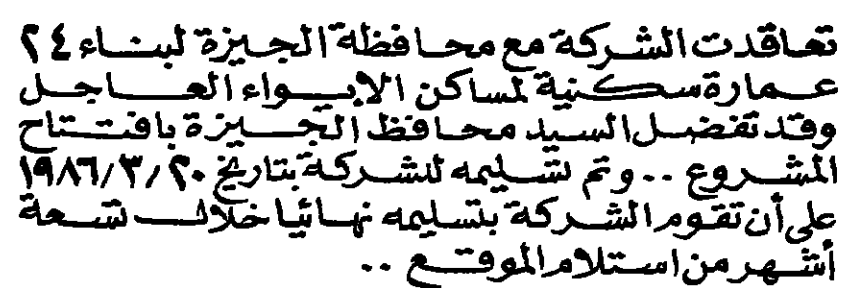 تعاقدت الشركة مع محافظة الجيزة لبناء ٢٤
عمارة سكنية لمساكن الايواء العاجل
وقد تفضل السيد محافظ الجيزة بافتتاح
المشروع .. وتم تسليمه للشركة بتاريخ ١٩٨٦/٣/٢٠
على أن تقوم الشركة بتسليمه نهائيا خلال تسعة
أشهر من استلام الموقع ..